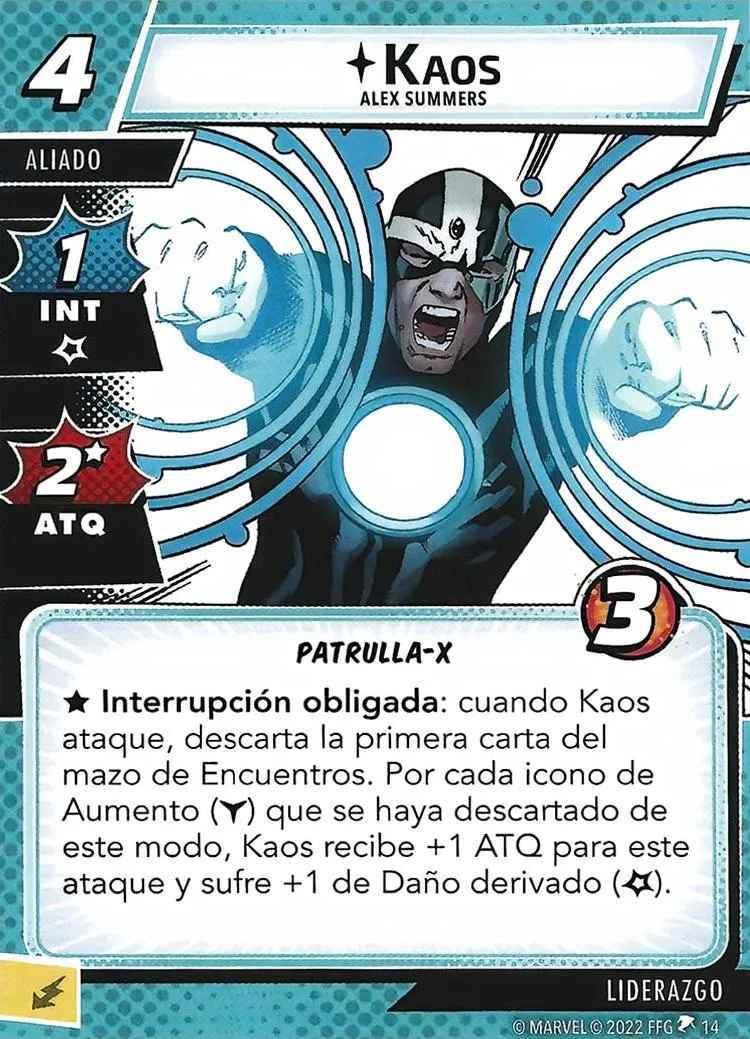 4
KAOS
ALEX SUMMERS
ALIADO
1
INT
2
ATQ
3
PATRULLA-X
★ Interrupción obligada: cuando Kaos
ataque, descarta la primera carta del
mazo de Encuentros. Por cada icono de
Aumento () que se haya descartado de
este modo, Kaos recibe +1 ATQ para este
ataque y sufre +1 de Daño derivado ().
LIDERAZGO
© MARVEL © 2022 FFG 14